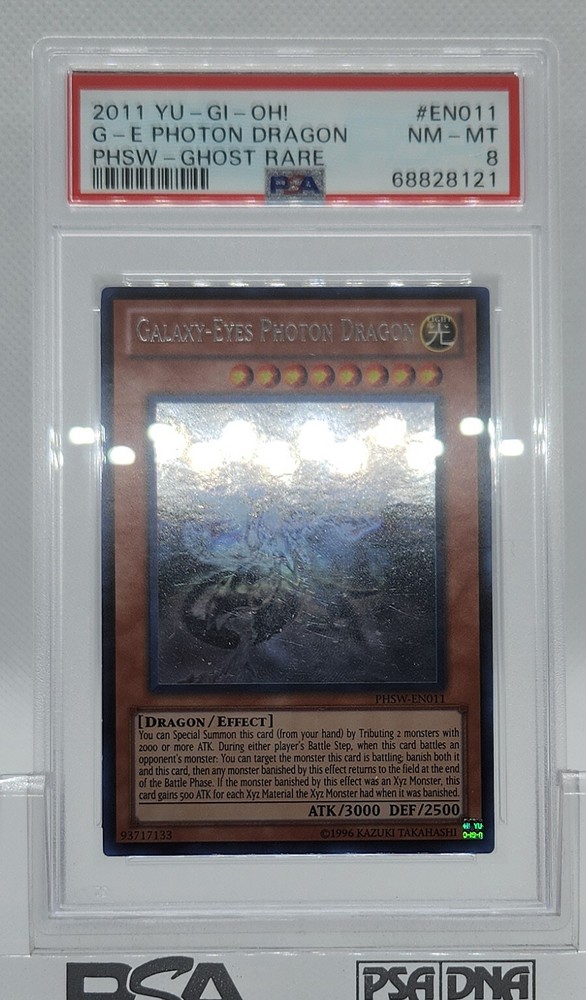 2011 YU-GI-OH! #EN011
G-E PHOTON DRAGON NM-MT
PHSW-GHOST RARE 8
PSA 68828121
GALAXY-EYES PHOTON DRAGON LIGHT 光
PHSW-EN011
[DRAGON/EFFECT]
You can Special Summon this card (from your hand) by Tributing 2 monsters with
2000 or more ATK. During either player's Battle Step, when this card battles an
opponent's monster: You can target the monster this card is battling; banish both it
and this card, then any monster banished by this effect returns to the field at the end
of the Battle Phase. If the monster banished by this effect was an Xyz Monster, this
card gains 500 ATK for each Xyz Material the Xyz Monster had when it was banished.
ATK/3000 DEF/2500
93717133 ©1996 KAZUKI TAKAHASHI
PSA PSA DNA